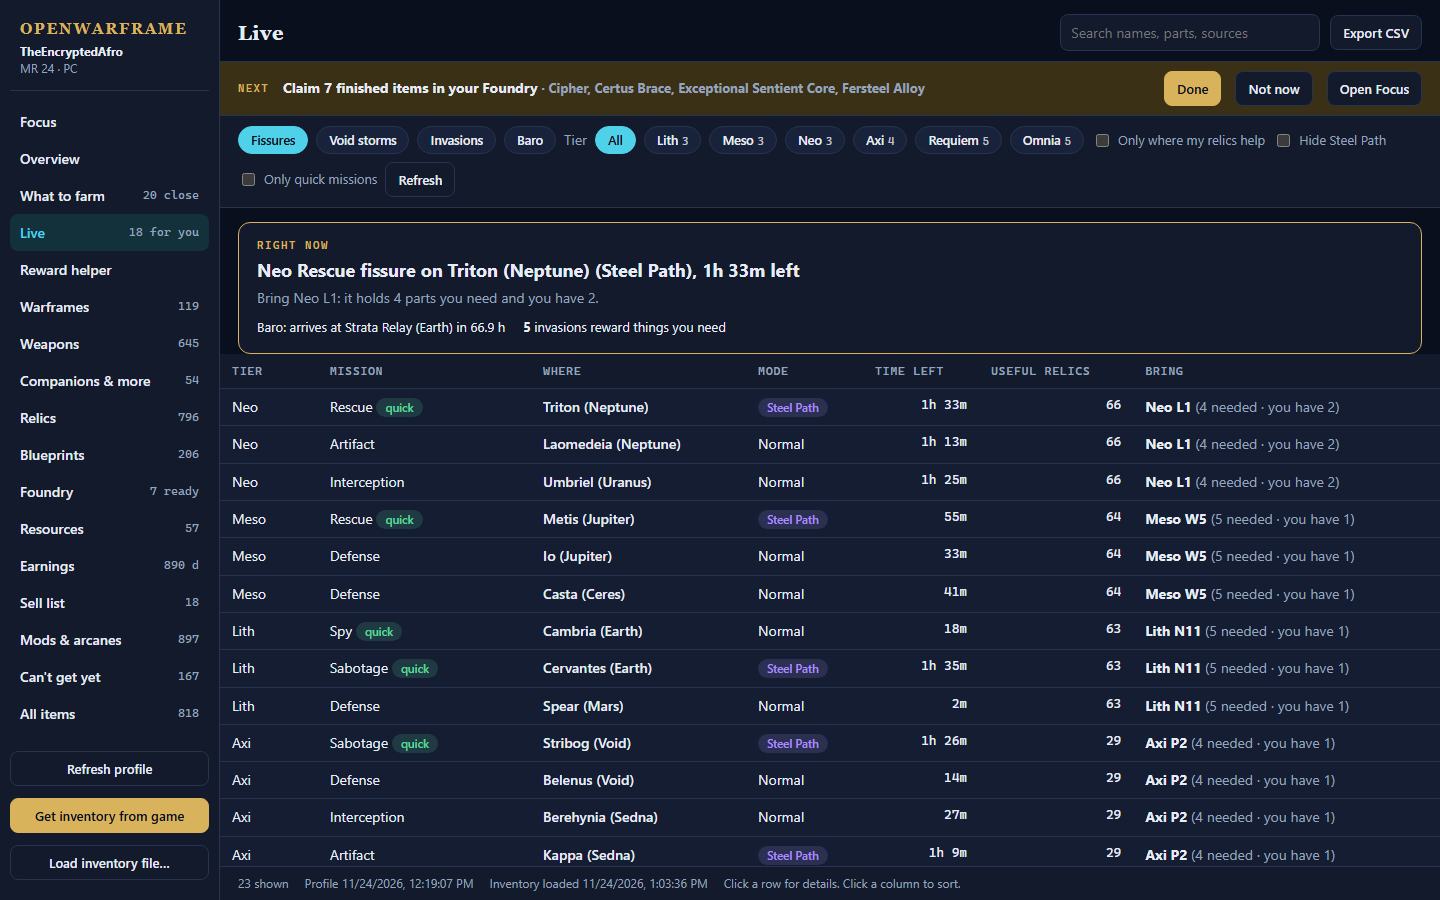 OPENWARFRAME
TheEncryptedAfro
MR 24 · PC
Focus
Overview
What to farm 20 close
Live 18 for you
Reward helper
Warframes 119
Weapons 645
Companions & more 54
Relics 796
Blueprints 206
Foundry 7 ready
Resources 57
Earnings 890 d
Sell list 18
Mods & arcanes 897
Can't get yet 167
All items 818
Refresh profile
Get inventory from game
Load inventory file...
Live
Search names, parts, sources
Export CSV
NEXT Claim 7 finished items in your Foundry · Cipher, Certus Brace, Exceptional Sentient Core, Fersteel Alloy
Done Not now Open Focus
Fissures Void storms Invasions Baro Tier All Lith 3 Meso 3 Neo 3 Axi 4 Requiem 5 Omnia 5 Only where my relics help Hide Steel Path
Only quick missions Refresh
RIGHT NOW
Neo Rescue fissure on Triton (Neptune) (Steel Path), 1h 33m left
Bring Neo L1: it holds 4 parts you need and you have 2.
Baro: arrives at Strata Relay (Earth) in 66.9 h 5 invasions reward things you need
TIER MISSION WHERE MODE TIME LEFT USEFUL RELICS BRING
Neo Rescue quick Triton (Neptune) Steel Path 1h 33m 66 Neo L1 (4 needed · you have 2)
Neo Artifact Laomedeia (Neptune) Normal 1h 13m 66 Neo L1 (4 needed · you have 2)
Neo Interception Umbriel (Uranus) Normal 1h 25m 66 Neo L1 (4 needed · you have 2)
Meso Rescue quick Metis (Jupiter) Steel Path 55m 64 Meso W5 (5 needed · you have 1)
Meso Defense Io (Jupiter) Normal 33m 64 Meso W5 (5 needed · you have 1)
Meso Defense Casta (Ceres) Normal 41m 64 Meso W5 (5 needed · you have 1)
Lith Spy quick Cambria (Earth) Normal 18m 63 Lith N11 (5 needed · you have 1)
Lith Sabotage quick Cervantes (Earth) Steel Path 1h 35m 63 Lith N11 (5 needed · you have 1)
Lith Defense Spear (Mars) Normal 2m 63 Lith N11 (5 needed · you have 1)
Axi Sabotage quick Stribog (Void) Steel Path 1h 26m 29 Axi P2 (4 needed · you have 1)
Axi Defense Belenus (Void) Normal 14m 29 Axi P2 (4 needed · you have 1)
Axi Interception Berehynia (Sedna) Normal 27m 29 Axi P2 (4 needed · you have 1)
Axi Artifact Kappa (Sedna) Steel Path 1h 9m 29 Axi P2 (4 needed · you have 1)
23 shown Profile 11/24/2026, 12:19:07 PM Inventory loaded 11/24/2026, 1:03:36 PM Click a row for details. Click a column to sort.